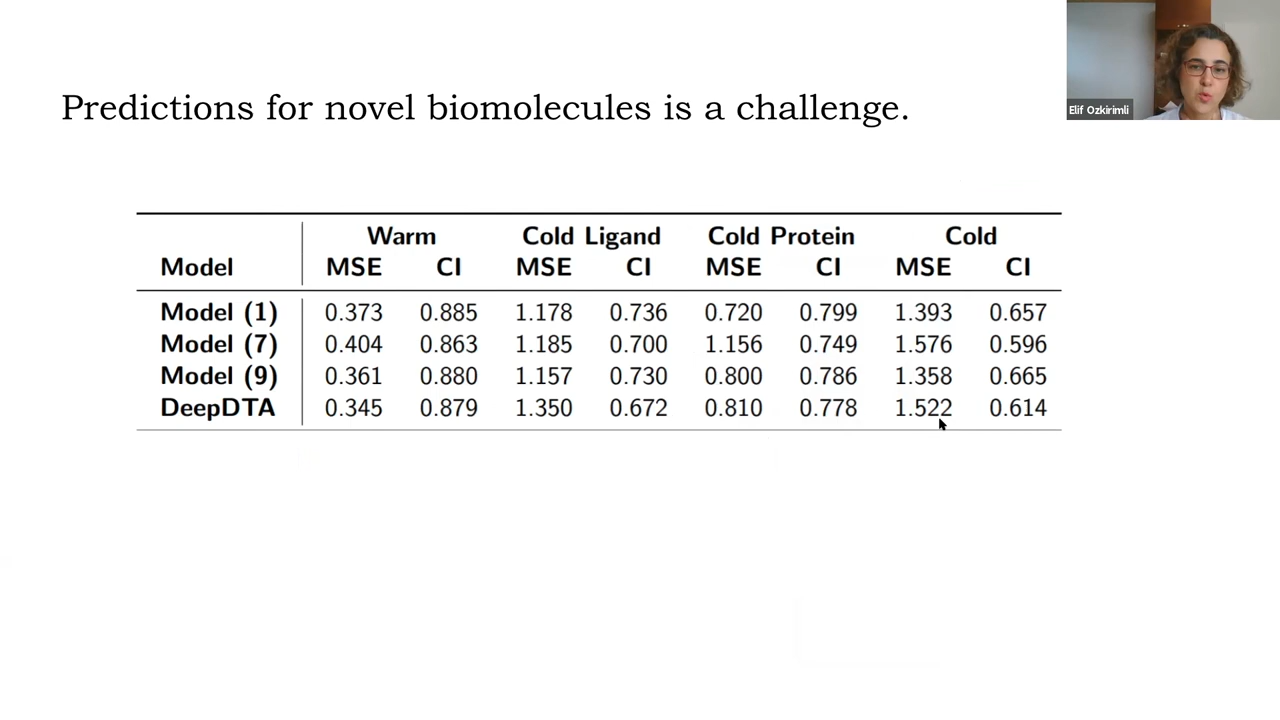 Elif Ozkirimli
Predictions for novel biomolecules is a challenge.
Warm Cold Ligand Cold Protein Cold
Model MSE CI MSE CI MSE CI MSE CI
Model (1) 0.373 0.885 1.178 0.736 0.720 0.799 1.393 0.657
Model (7) 0.404 0.863 1.185 0.700 1.156 0.749 1.576 0.596
Model (9) 0.361 0.880 1.157 0.730 0.800 0.786 1.358 0.665
DeepDTA 0.345 0.879 1.350 0.672 0.810 0.778 1.522 0.614